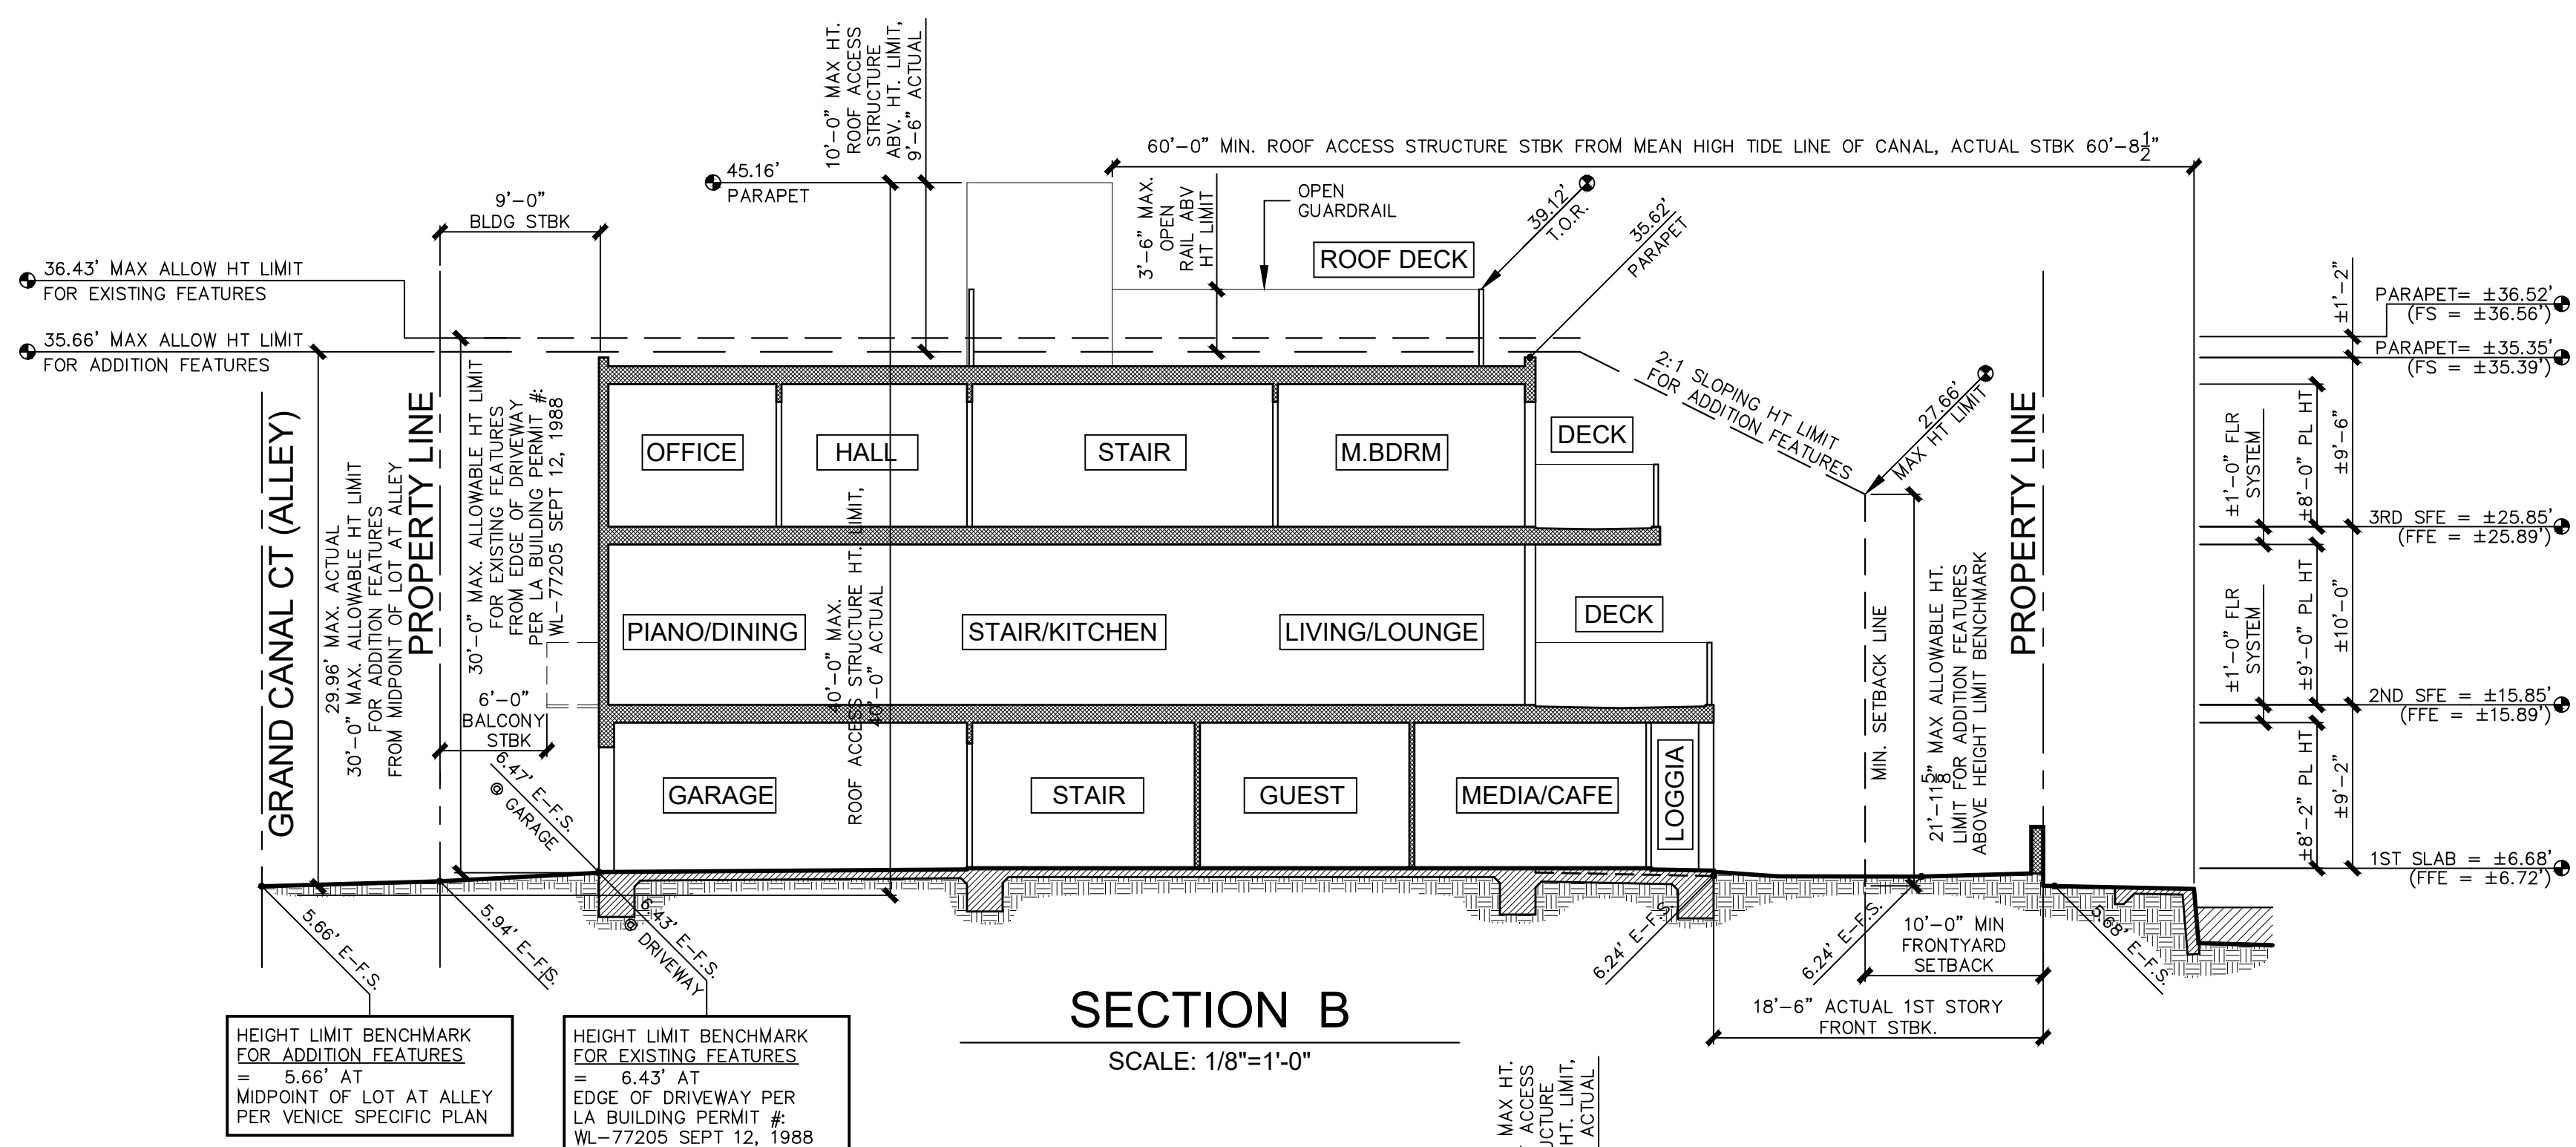 10'-0" MAX HT.
ROOF ACCESS
STRUCTURE
ABV. HT. LIMIT,
9'-6" ACTUAL
60'-0" MIN. ROOF ACCESS STRUCTURE STBK FROM MEAN HIGH TIDE LINE OF CANAL, ACTUAL STBK 60'-8 1/2"
45.16'
PARAPET
9'-0"
BLDG STBK
3'-6" MAX.
OPEN
RAIL ABV
HT LIMIT
OPEN
GUARDRAIL
39.12'
T.O.R.
35.62'
PARAPET
ROOF DECK
36.43' MAX ALLOW HT LIMIT
FOR EXISTING FEATURES
35.66' MAX ALLOW HT LIMIT
FOR ADDITION FEATURES
2:1 SLOPING HT LIMIT
FOR ADDITION FEATURES
27.66'
MAX HT LIMIT
±1'-2"
PARAPET= ±36.52'
(FS = ±36.56')
PARAPET= ±35.35'
(FS = ±35.39')
GRAND CANAL CT (ALLEY)
29.96' MAX. ACTUAL
30'-0" MAX. ALLOWABLE HT LIMIT
FOR ADDITION FEATURES
FROM MIDPOINT OF LOT AT ALLEY
PROPERTY LINE
30'-0" MAX. ALLOWABLE HT LIMIT
FOR EXISTING FEATURES
FROM EDGE OF DRIVEWAY
PER LA BUILDING PERMIT #:
WL-77205 SEPT 12, 1988
OFFICE
HALL
STAIR
M.BDRM
DECK
PIANO/DINING
STAIR/KITCHEN
LIVING/LOUNGE
DECK
40'-0" MAX.
ROOF ACCESS STRUCTURE HT. LIMIT,
40'-0" ACTUAL
6'-0"
BALCONY
STBK
GARAGE
STAIR
GUEST
MEDIA/CAFE
LOGGIA
MIN. SETBACK LINE
21'-11 5/8" MAX ALLOWABLE HT.
LIMIT FOR ADDITION FEATURES
ABOVE HEIGHT LIMIT BENCHMARK
PROPERTY LINE
±1'-0" FLR
SYSTEM
±8'-0" PL HT
±9'-6"
3RD SFE = ±25.85'
(FFE = ±25.89')
±1'-0" FLR
SYSTEM
±9'-0" PL HT
±10'-0"
2ND SFE = ±15.85'
(FFE = ±15.89')
±8'-2" PL HT
±9'-2"
1ST SLAB = ±6.68'
(FFE = ±6.72')
6.47' E-F.S.
@ GARAGE
5.66' E-F.S.
5.94' E-F.S.
6.43' E-F.S.
@ DRIVEWAY
6.24' E-F.S.
6.24' E-F.S.
5.68' E-F.S.
10'-0" MIN
FRONTYARD
SETBACK
18'-6" ACTUAL 1ST STORY
FRONT STBK.
HEIGHT LIMIT BENCHMARK
FOR ADDITION FEATURES
= 5.66' AT
MIDPOINT OF LOT AT ALLEY
PER VENICE SPECIFIC PLAN
HEIGHT LIMIT BENCHMARK
FOR EXISTING FEATURES
= 6.43' AT
EDGE OF DRIVEWAY PER
LA BUILDING PERMIT #:
WL-77205 SEPT 12, 1988
SECTION B
SCALE: 1/8"=1'-0"
MAX HT.
ACCESS
HT. LIMIT,
ACTUAL